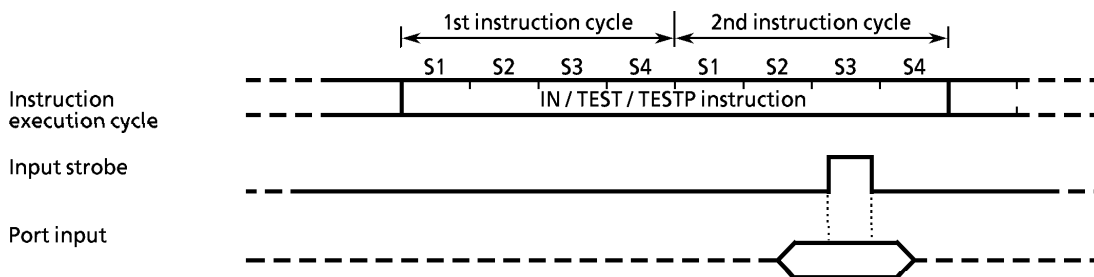 1st instruction cycle 2nd instruction cycle
S1 S2 S3 S4 S1 S2 S3 S4
Instruction
execution cycle
IN / TEST / TESTP instruction
Input strobe
Port input